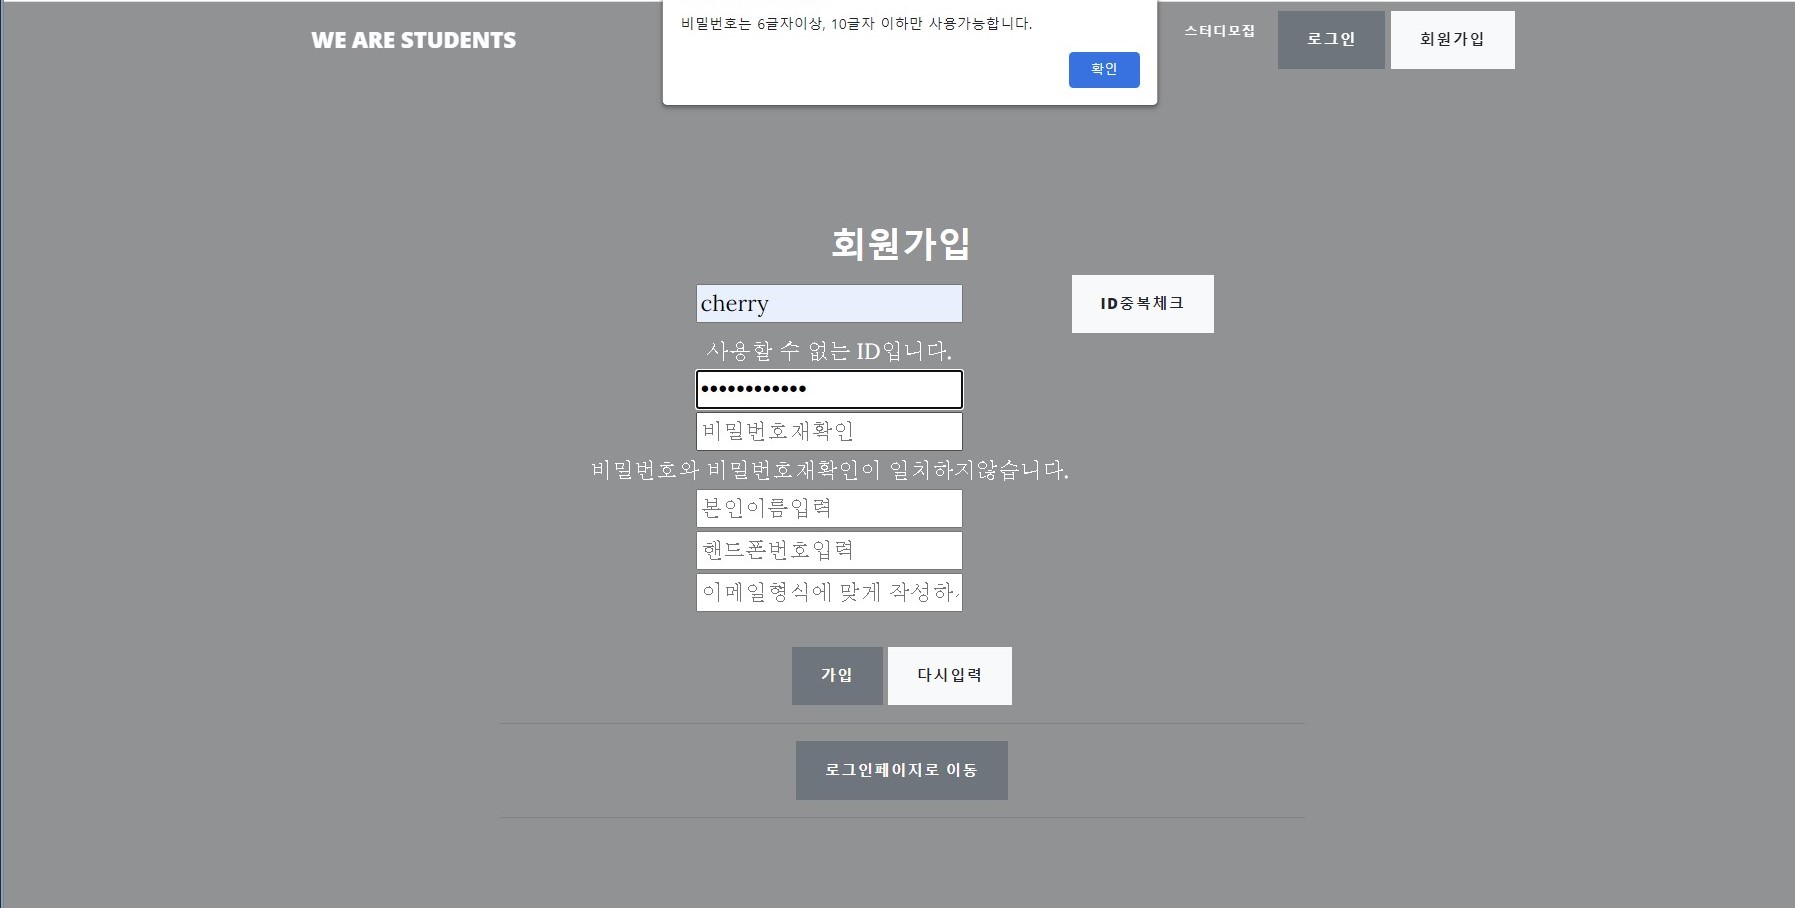 비밀번호는 6글자이상, 10글자 이하만 사용가능합니다.
확인
WE ARE STUDENTS
스터디모집
로그인
회원가입
회원가입
cherry
ID중복체크
사용할 수 없는 ID입니다.
••••••••••••
비밀번호재확인
비밀번호와 비밀번호재확인이 일치하지않습니다.
본인이름입력
핸드폰번호입력
이메일형식에 맞게 작성하
가입
다시입력
로그인페이지로 이동